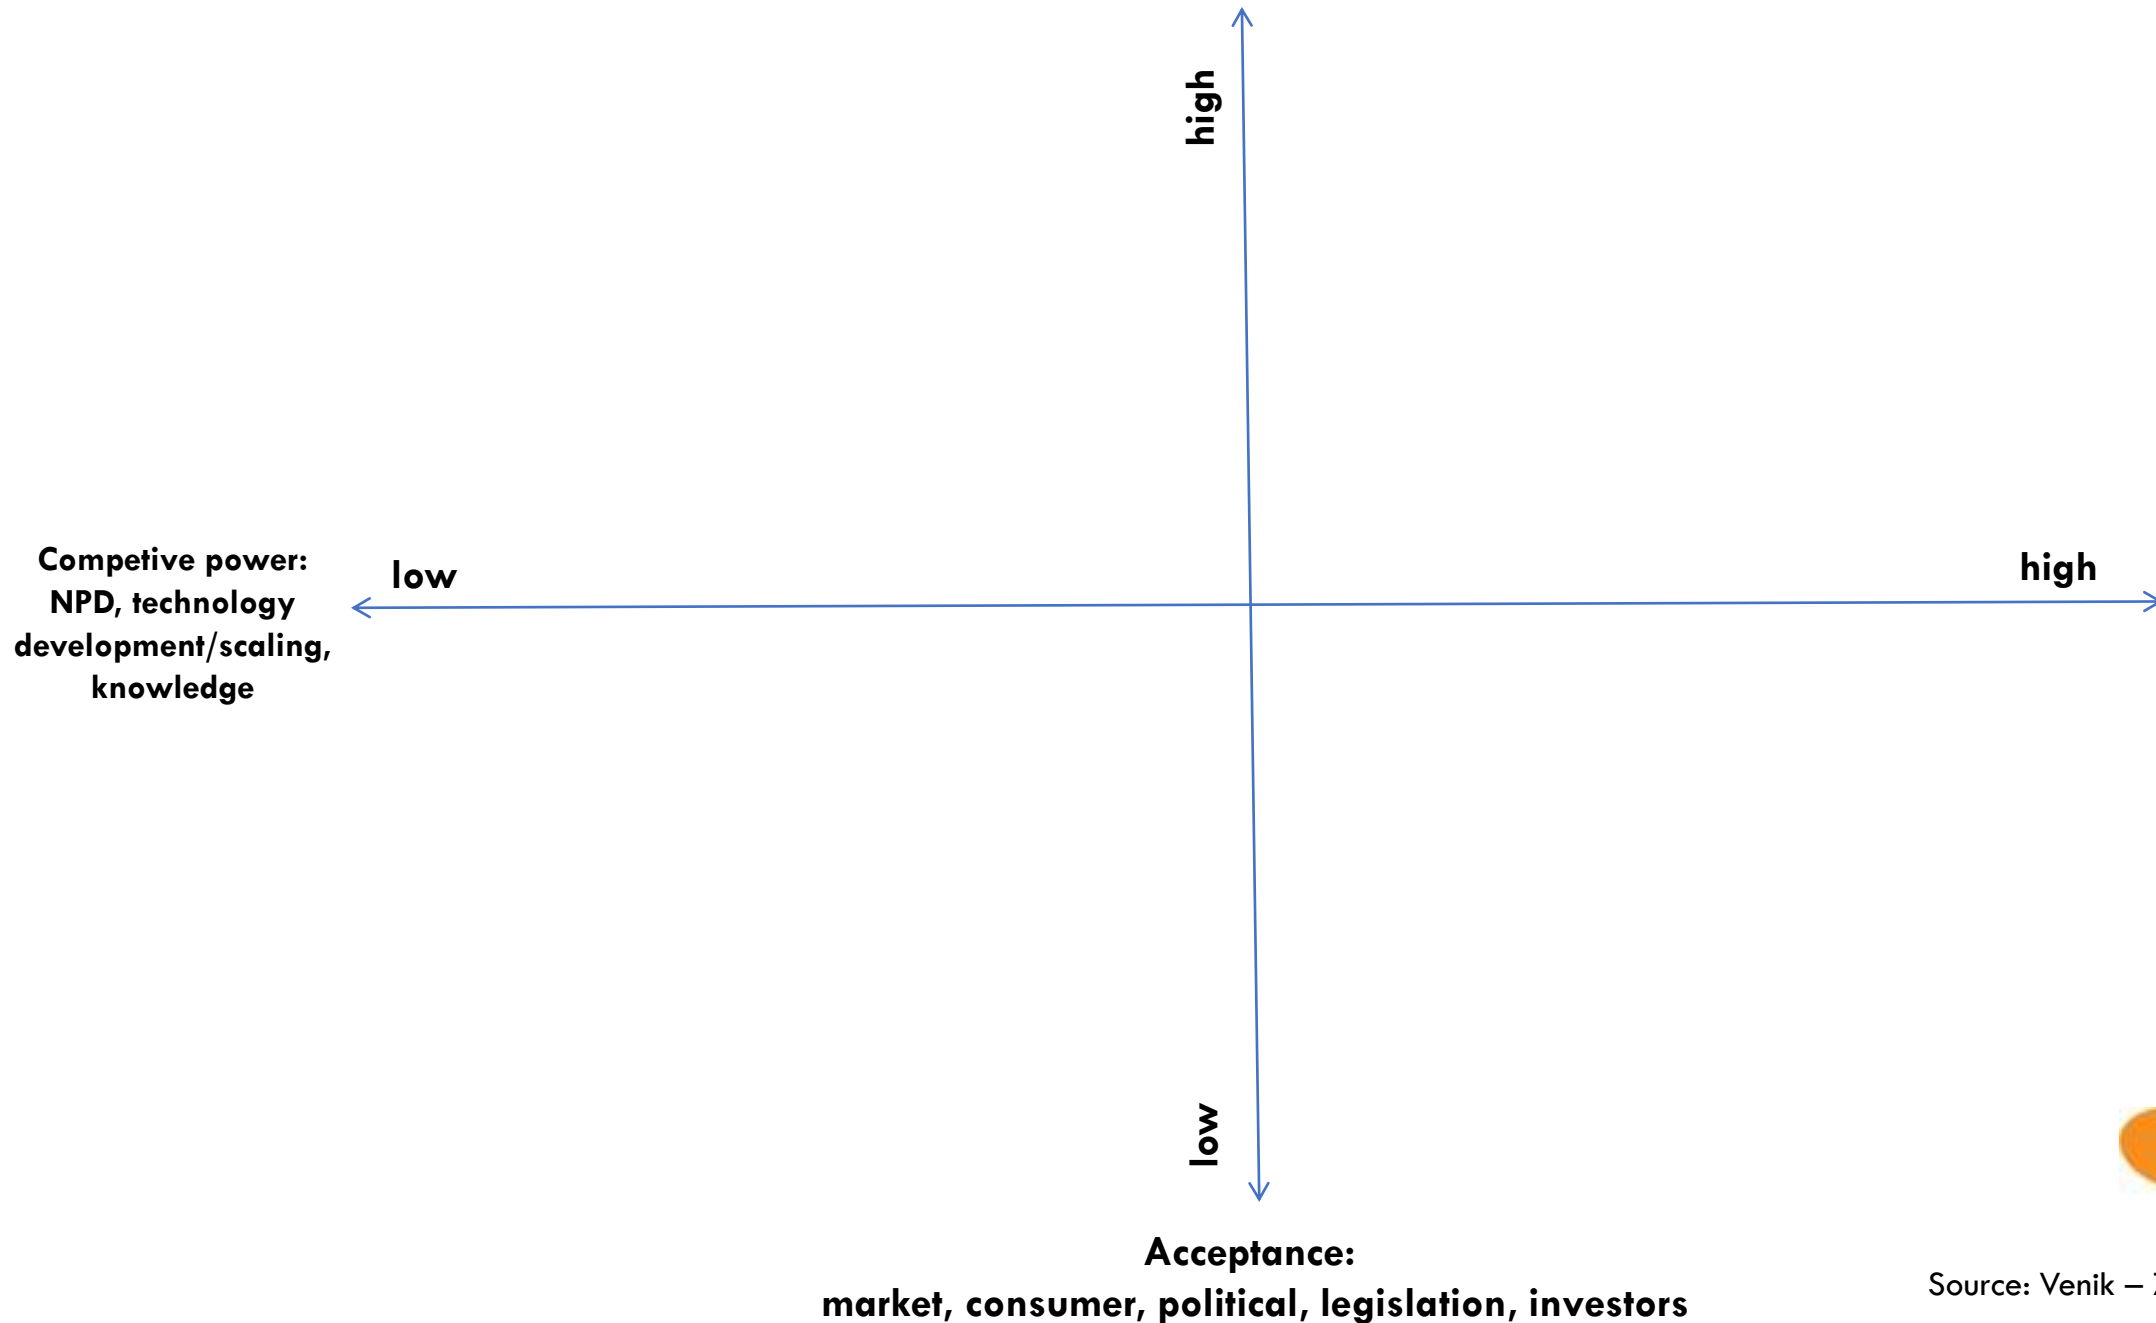 high
Competive power:
NPD, technology
development/scaling,
knowledge
low
high
low
Acceptance:
market, consumer, political, legislation, investors
Source: Venik –